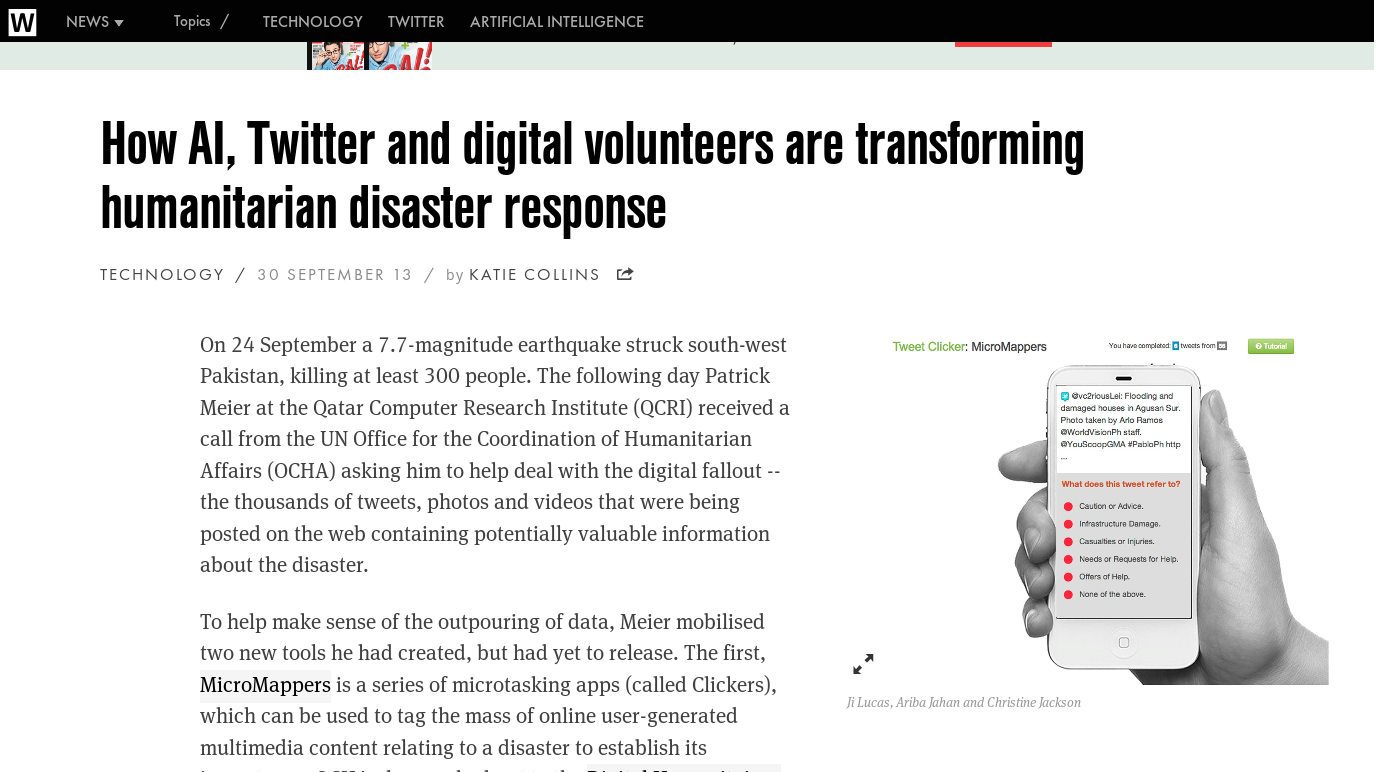 W NEWS Topics / TECHNOLOGY TWITTER ARTIFICIAL INTELLIGENCE
How AI, Twitter and digital volunteers are transforming
humanitarian disaster response
TECHNOLOGY / 30 SEPTEMBER 13 / by KATIE COLLINS
On 24 September a 7.7-magnitude earthquake struck south-west
Pakistan, killing at least 300 people. The following day Patrick
Meier at the Qatar Computer Research Institute (QCRI) received a
call from the UN Office for the Coordination of Humanitarian
Affairs (OCHA) asking him to help deal with the digital fallout --
the thousands of tweets, photos and videos that were being
posted on the web containing potentially valuable information
about the disaster.
To help make sense of the outpouring of data, Meier mobilised
two new tools he had created, but had yet to release. The first,
MicroMappers is a series of microtasking apps (called Clickers),
which can be used to tag the mass of online user-generated
multimedia content relating to a disaster to establish its
Tweet Clicker: MicroMappers
You have completed: tweets from
Tutorial
@vc2riousLei: Flooding and
damaged houses in Agusan Sur.
Photo taken by Arlo Ramos
@WorldVisionPh staff.
@YouScoopGMA #PabloPh http
...
What does this tweet refer to?
Caution or Advice.
Infrastructure Damage.
Casualties or Injuries.
Needs or Requests for Help.
Offers of Help.
None of the above.
Ji Lucas, Ariba Jahan and Christine Jackson